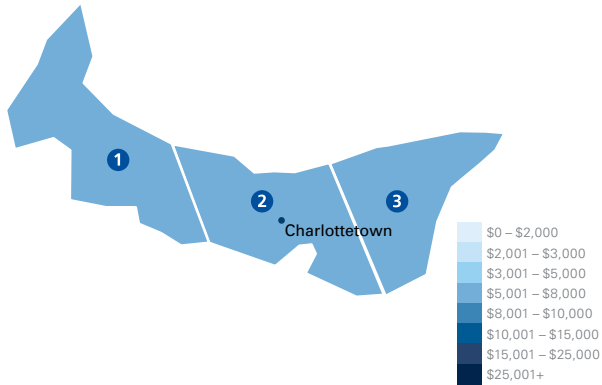 1
2
3
Charlottetown
$0 – $2,000
$2,001 – $3,000
$3,001 – $5,000
$5,001 – $8,000
$8,001 – $10,000
$10,001 – $15,000
$15,001 – $25,000
$25,001+